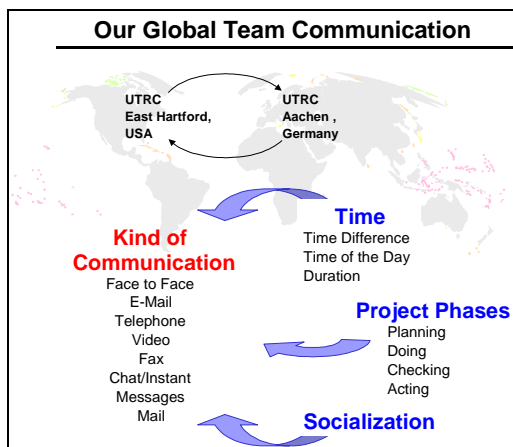 Our Global Team Communication
UTRC
East Hartford,
USA
UTRC
Aachen ,
Germany
Kind of
Communication
Face to Face
E-Mail
Telephone
Video
Fax
Chat/Instant
Messages
Mail
Time
Time Difference
Time of the Day
Duration
Project Phases
Planning
Doing
Checking
Acting
Socialization